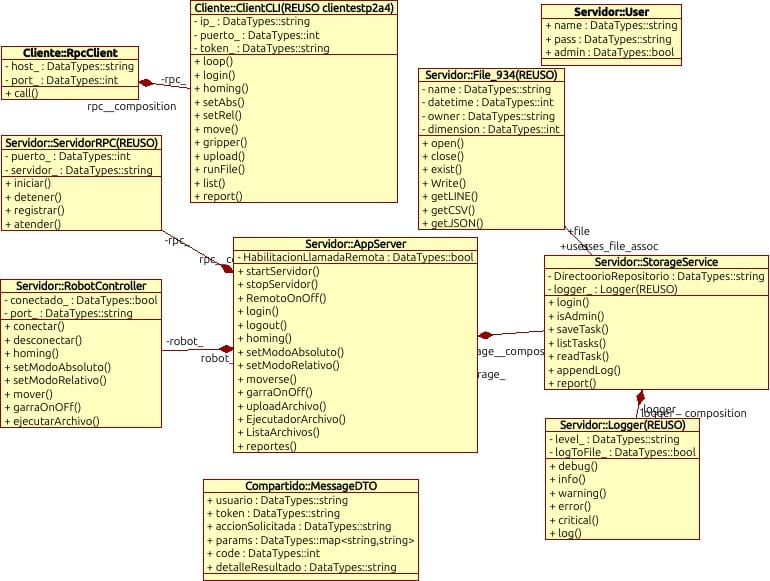 Cliente::ClientCLI(REUSO clientestp2a4)
- ip_ : DataTypes::string
- puerto_ : DataTypes::int
- token_ : DataTypes::string
+ loop()
+ login()
+ homing()
+ setAbs()
+ setRel()
+ move()
+ gripper()
+ upload()
+ runFile()
+ list()
+ report()
Servidor::User
+ name : DataTypes::string
+ pass : DataTypes::string
+ admin : DataTypes::bool
Cliente::RpcClient
- host_ : DataTypes::string
- port_ : DataTypes::int
+ call()
-rpc_
rpc__composition
Servidor::File_934(REUSO)
- name : DataTypes::string
- datetime : DataTypes::int
- owner : DataTypes::string
- dimension : DataTypes::int
+ open()
+ close()
+ exist()
+ Write()
+ getLINE()
+ getCSV()
+ getJSON()
Servidor::ServidorRPC(REUSO)
- puerto_ : DataTypes::int
- servidor_ : DataTypes::string
+ iniciar()
+ detener()
+ registrar()
+ atender()
-rpc_
rpc__c
+file
Servidor::AppServer
- HabilitacionLlamadaRemota : DataTypes::bool
+ startServidor()
+ stopServidor()
+ RemotoOnOff()
+ login()
+ logout()
+ homing()
+ setModoAbsoluto()
+ setModoRelativo()
+ moverse()
+ garraOnOff()
+ uploadArchivo()
+ EjecutadorArchivo()
+ ListaArchivos()
+ reportes()
Servidor::StorageService
- DirectoorioRepositorio : DataTypes::string
- logger_ : Logger(REUSO)
+ login()
+ isAdmin()
+ saveTask()
+ listTasks()
+ readTask()
+ appendLog()
+ report()
Servidor::RobotController
- conectado_ : DataTypes::bool
- port_ : DataTypes::string
+ conectar()
+ desconectar()
+ homing()
+ setModoAbsoluto()
+ setModoRelativo()
+ mover()
+ garraOnOff()
+ ejecutarArchivo()
-robot_
robot_
age__compos
rage_
Servidor::Logger(REUSO)
- level_ : DataTypes::string
- logToFile_ : DataTypes::bool
+ debug()
+ info()
+ warning()
+ error()
+ critical()
+ log()
Compartido::MessageDTO
+ usuario : DataTypes::string
+ token : DataTypes::string
+ accionSolicitada : DataTypes::string
+ params : DataTypes::map<string,string>
+ code : DataTypes::int
+ detalleResultado : DataTypes::string